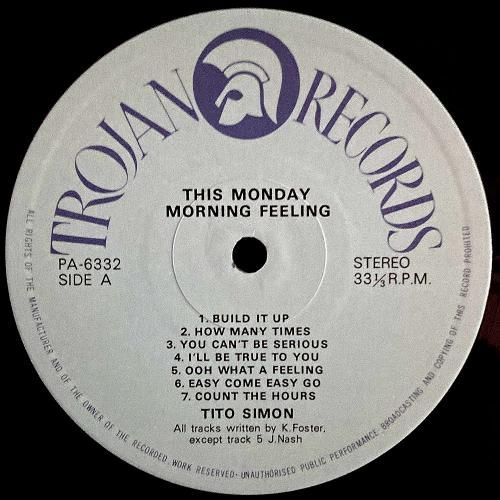 TROJAN RECORDS
THIS MONDAY
MORNING FEELING
PA-6332
SIDE A
STEREO
33⅓ R.P.M.
1. BUILD IT UP
2. HOW MANY TIMES
3. YOU CAN'T BE SERIOUS
4. I'LL BE TRUE TO YOU
5. OOH WHAT A FEELING
6. EASY COME EASY GO
7. COUNT THE HOURS
TITO SIMON
All tracks written by K.Foster,
except track 5 J.Nash
ALL RIGHTS OF THE MANUFACTURER AND OF THE OWNER OF THE RECORDED WORK RESERVED- UNAUTHORISED PUBLIC PERFORMANCE BROADCASTING AND COPYING OF THIS RECORD PROHIBITED